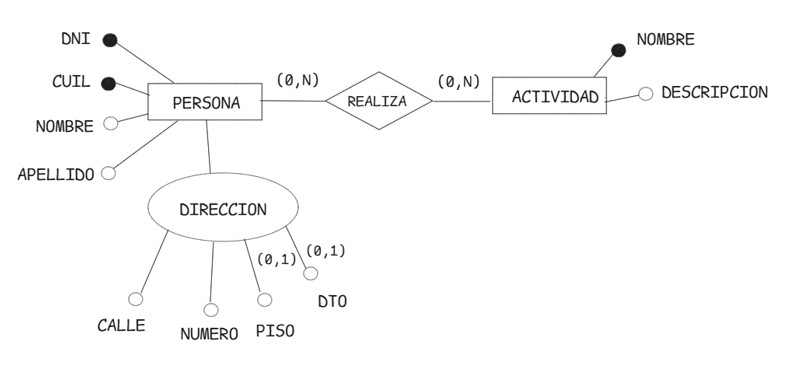 DNI
CUIL
NOMBRE
APELLIDO
PERSONA
(0,N)
REALIZA
(0,N)
ACTIVIDAD
NOMBRE
DESCRIPCION
DIRECCION
(0,1)
(0,1)
CALLE
NUMERO
PISO
DTO